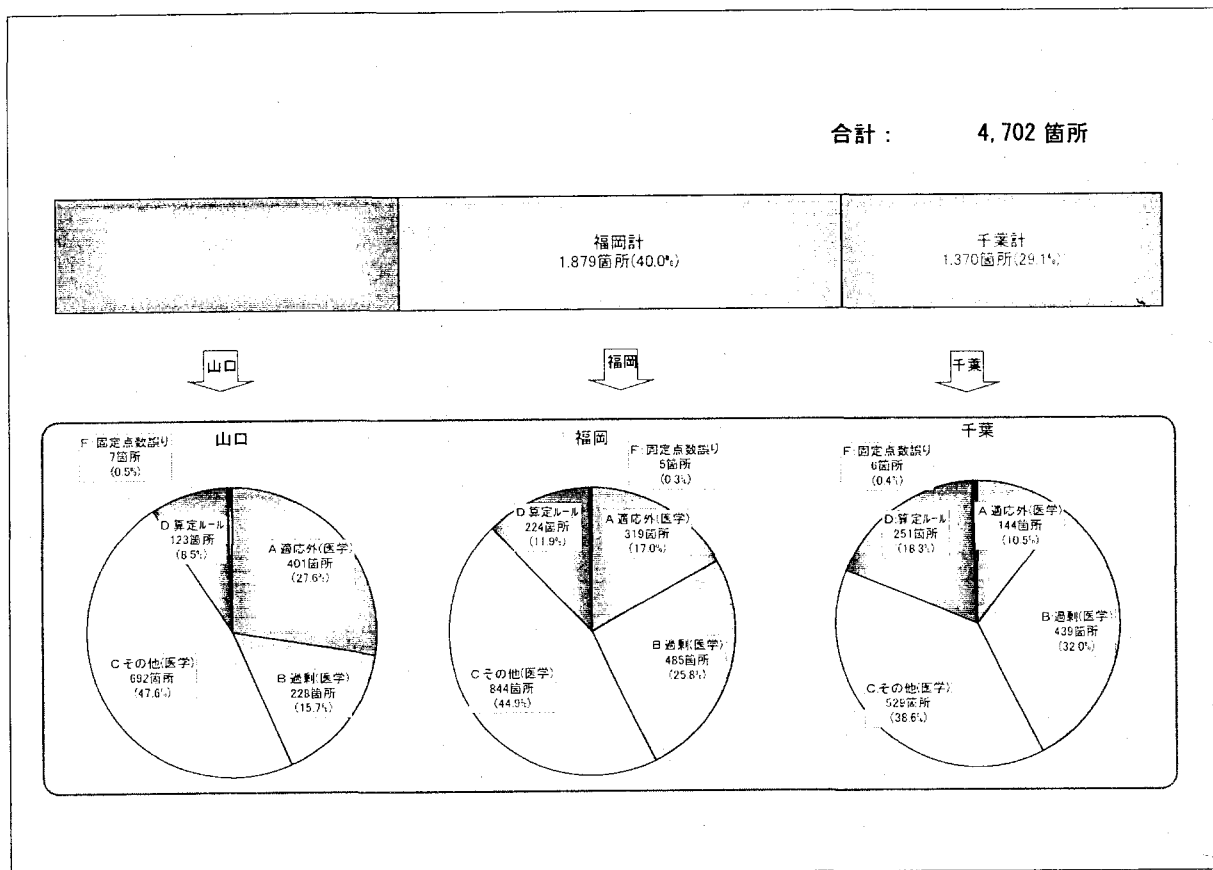 合計： 4,702 箇所
福岡計
1.879箇所(40.0%)
千葉計
1.370箇所(29.1%)
山口
福岡
千葉
山口
F:固定点数誤り
7箇所
(0.5%)
D 算定ルール
123箇所
(8.5%)
A 適応外(医学)
401箇所
(27.6%)
C その他(医学)
692箇所
(47.6%)
B 過剰(医学)
228箇所
(15.7%)
福岡
F:固定点数誤り
5箇所
(0.3%)
D 算定ルール
224箇所
(11.9%)
A 適応外(医学)
319箇所
(17.0%)
C その他(医学)
844箇所
(44.9%)
B 過剰(医学)
485箇所
(25.8%)
千葉
F:固定点数誤り
6箇所
(0.4%)
D:算定ルール
251箇所
(18.3%)
A 適応外(医学)
144箇所
(10.5%)
B 過剰(医学)
439箇所
(32.0%)
C.その他(医学)
529箇所
(38.6%)